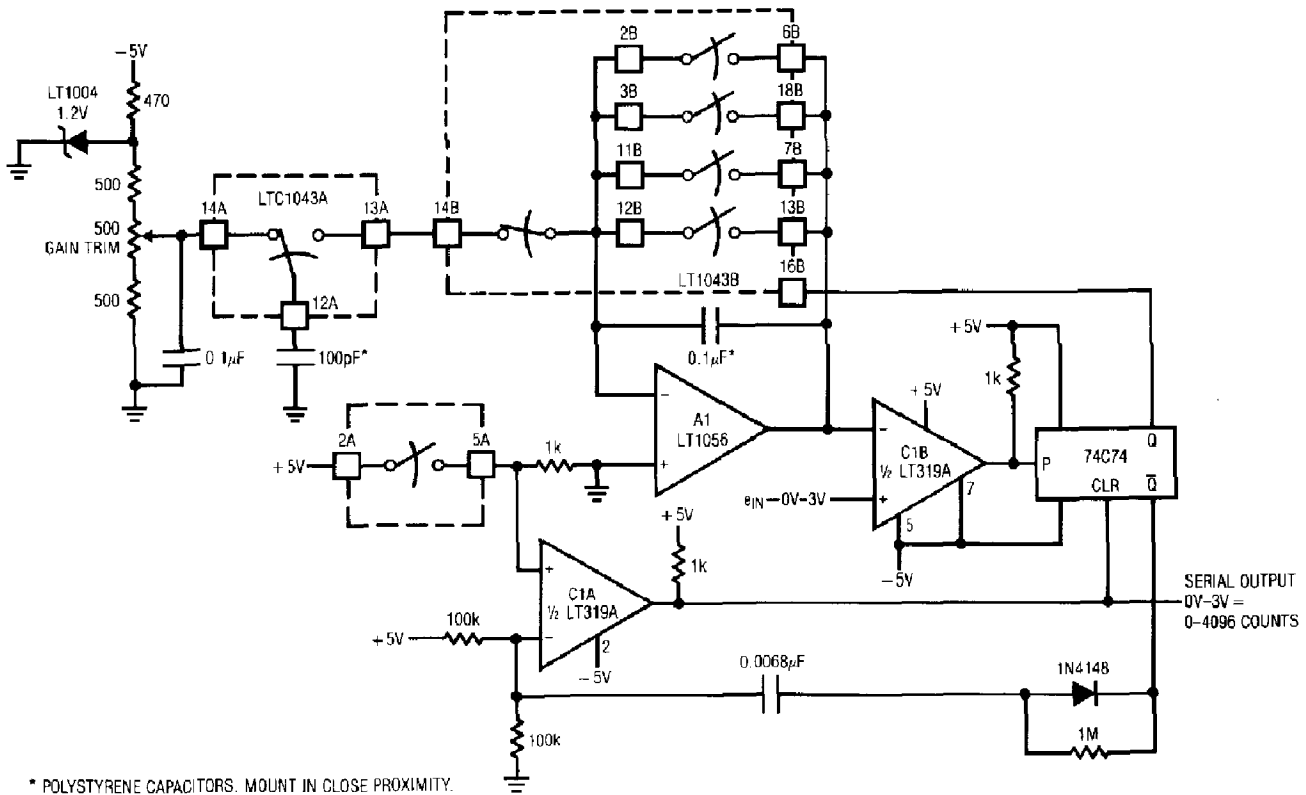 −5V
LT1004
1.2V
470
500
500
GAIN TRIM
500
0.1µF
14A
LTC1043A
13A
12A
100pF*
14B
2B
6B
3B
18B
11B
7B
12B
13B
16B
LT1043B
0.1µF*
−
A1
LT1056
+
2A
5A
+5V
1k
+5V
1k
+
C1A
½ LT319A
−
2
−5V
+5V
100k
100k
eIN−0V-3V
−
+5V
C1B
½ LT319A
7
+
5
−5V
+5V
1k
P
74C74
CLR
Q
Q̅
SERIAL OUTPUT
0V-3V =
0-4096 COUNTS
0.0068µF
1N4148
1M
* POLYSTYRENE CAPACITORS. MOUNT IN CLOSE PROXIMITY.